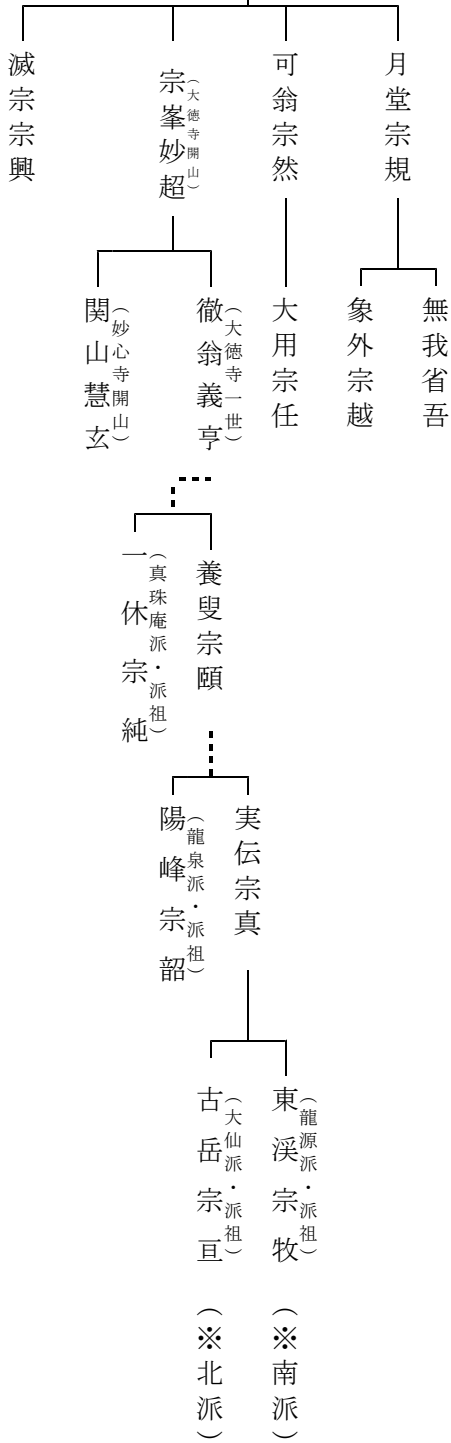 月堂宗規
無我省吾
象外宗越
可翁宗然
大用宗任
宗峯妙超
（大徳寺開山）
徹翁義亨
（大徳寺一世）
養叟宗頤
実伝宗真
東渓宗牧
（龍源派・派祖）
（※南派）
古岳宗亘
（大仙派・派祖）
（※北派）
陽峰宗韶
（龍泉派・派祖）
一休宗純
（真珠庵派・派祖）
関山慧玄
（妙心寺開山）
滅宗宗興